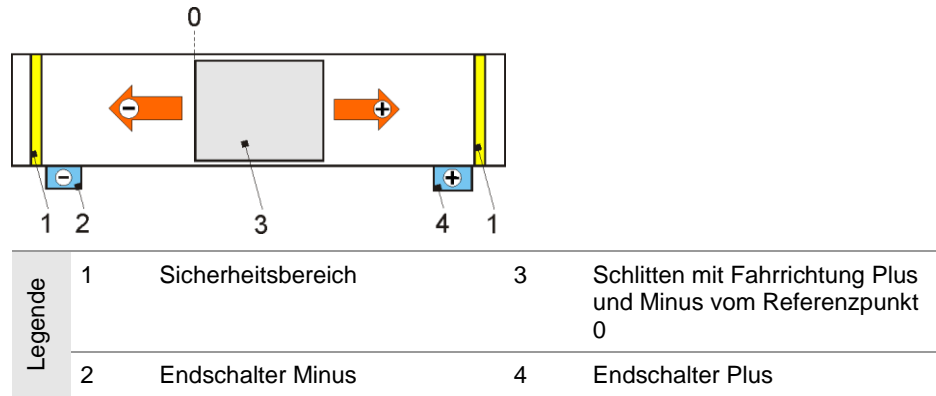 0
− +
− +
1 2 3 4 1
Legende
1 Sicherheitsbereich 3 Schlitten mit Fahrrichtung Plus
und Minus vom Referenzpunkt
0
2 Endschalter Minus 4 Endschalter Plus